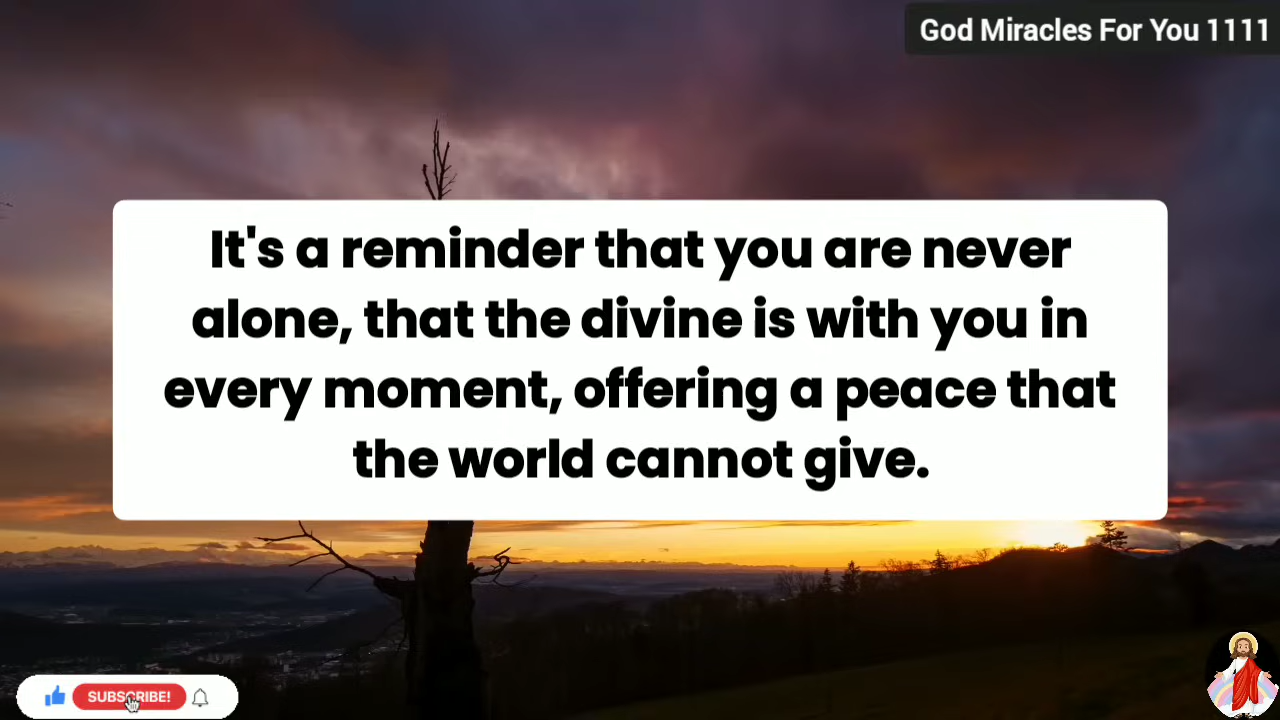 God Miracles For You 1111
It's a reminder that you are never
alone, that the divine is with you in
every moment, offering a peace that
the world cannot give.
SUBSCRIBE!